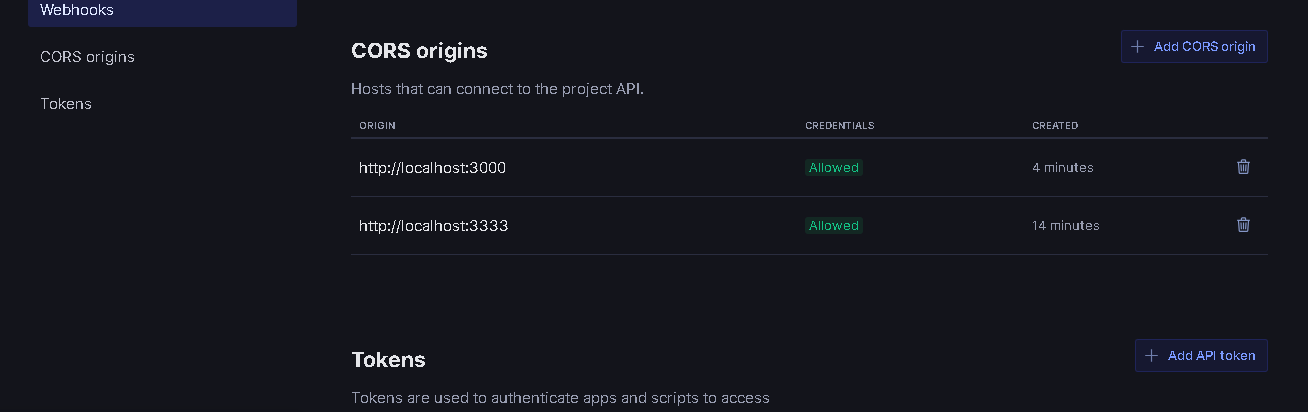 Webhooks
CORS origins
Tokens
CORS origins
Add CORS origin
Hosts that can connect to the project API.
ORIGIN CREDENTIALS CREATED
http://localhost:3000 Allowed 4 minutes
http://localhost:3333 Allowed 14 minutes
Tokens
Add API token
Tokens are used to authenticate apps and scripts to access